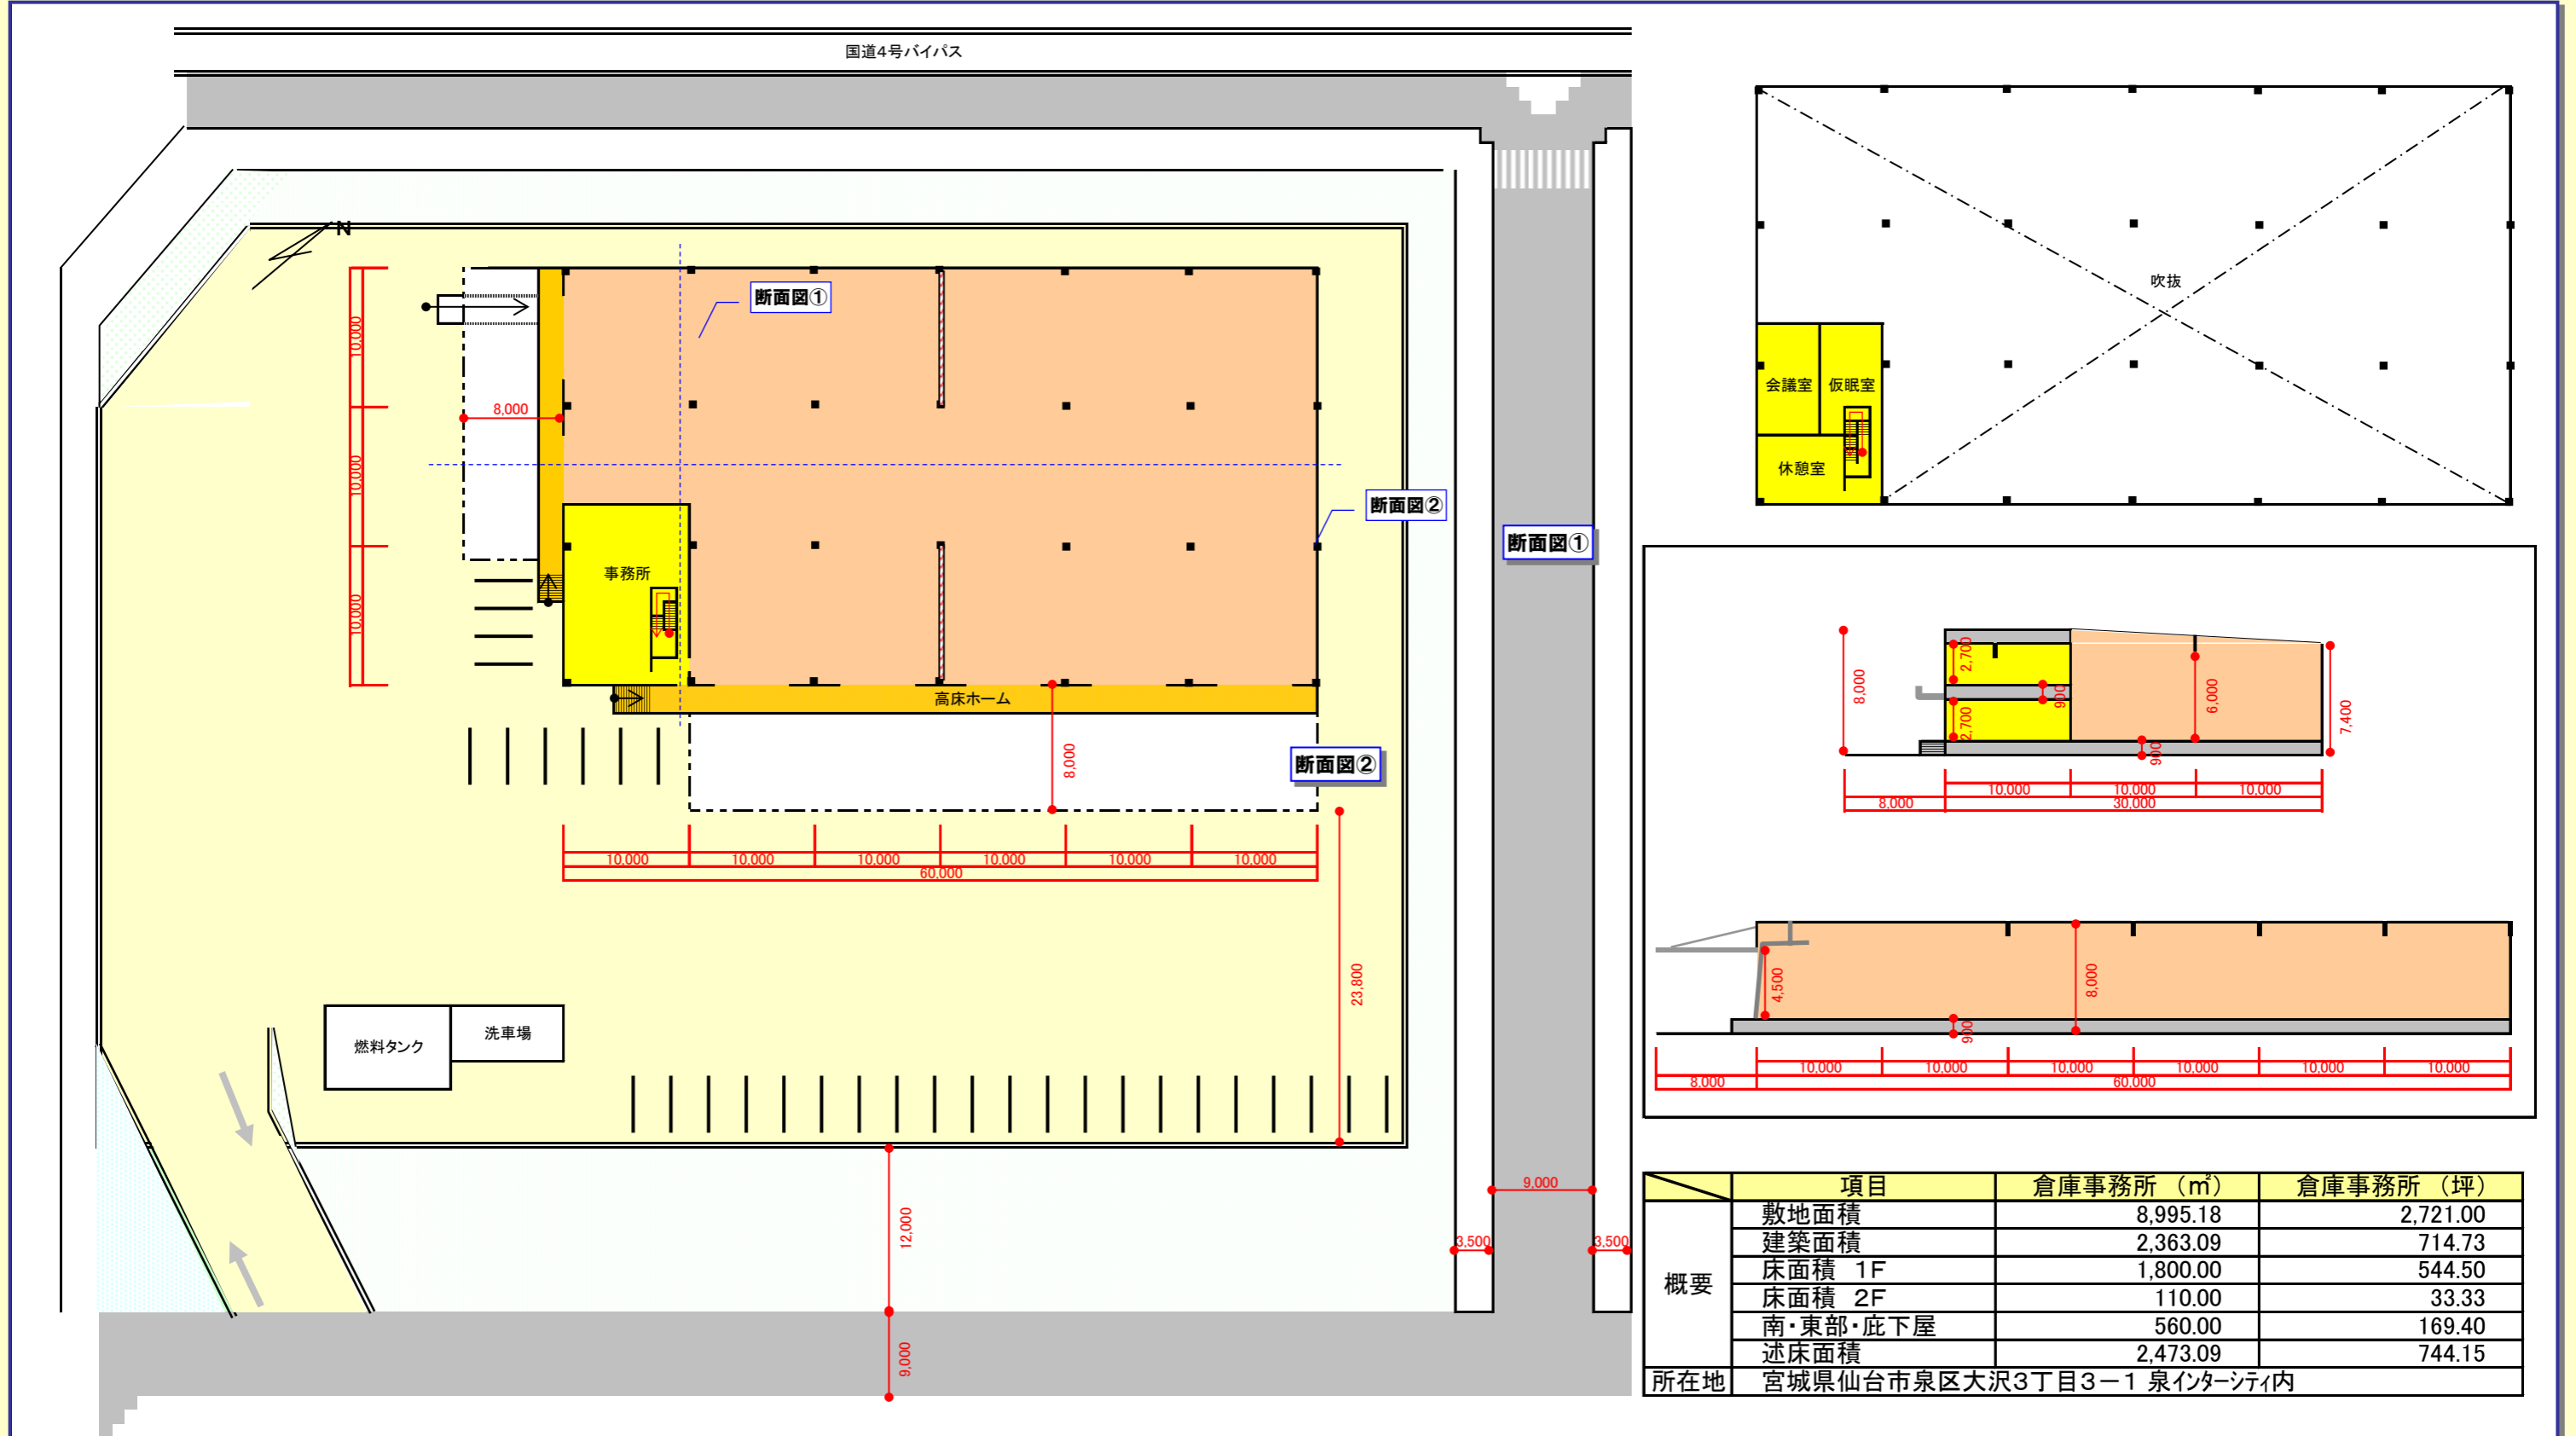 国道4号バイパス
N
断面図①
10,000
8,000
10,000
断面図②
事務所
10,000
高床ホーム
8,000
10,000
10,000
10,000
10,000
10,000
10,000
60,000
23,800
燃料タンク
洗車場
12,000
9,000
9,000
3,500
3,500
吹抜
会議室
仮眠室
休憩室
断面図①
8,000
2,700
900
2,700
6,000
900
7,400
10,000
10,000
10,000
8,000
30,000
断面図②
4,500
8,000
900
10,000
10,000
10,000
10,000
10,000
10,000
8,000
60,000
項目 倉庫事務所 （㎡） 倉庫事務所 （坪）
概要
敷地面積 8,995.18 2,721.00
建築面積 2,363.09 714.73
床面積 1F 1,800.00 544.50
床面積 2F 110.00 33.33
南・東部・庇下屋 560.00 169.40
述床面積 2,473.09 744.15
所在地 宮城県仙台市泉区大沢3丁目3－1 泉インターシティ内